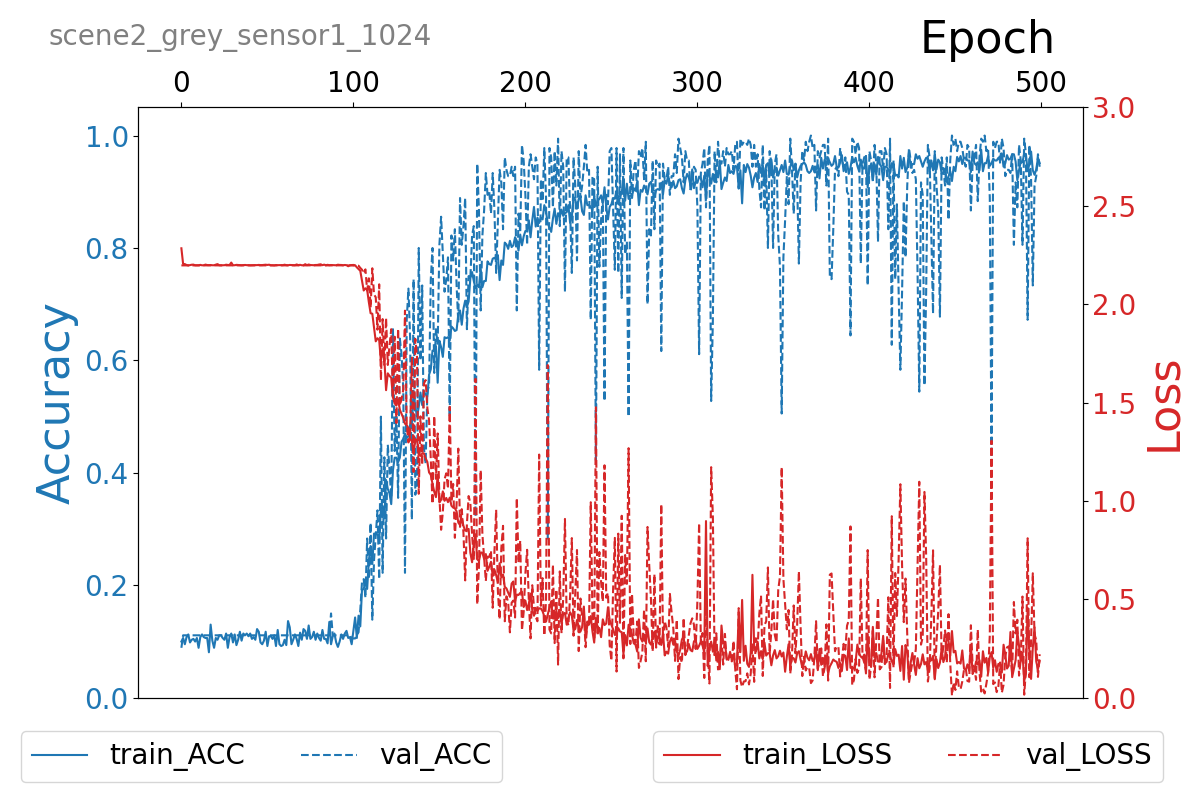 scene2_grey_sensor1_1024
Epoch
0 100 200 300 400 500
1.0
0.8
0.6
0.4
0.2
0.0
Accuracy
3.0
2.5
2.0
1.5
1.0
0.5
0.0
Loss
train_ACC val_ACC
train_LOSS val_LOSS